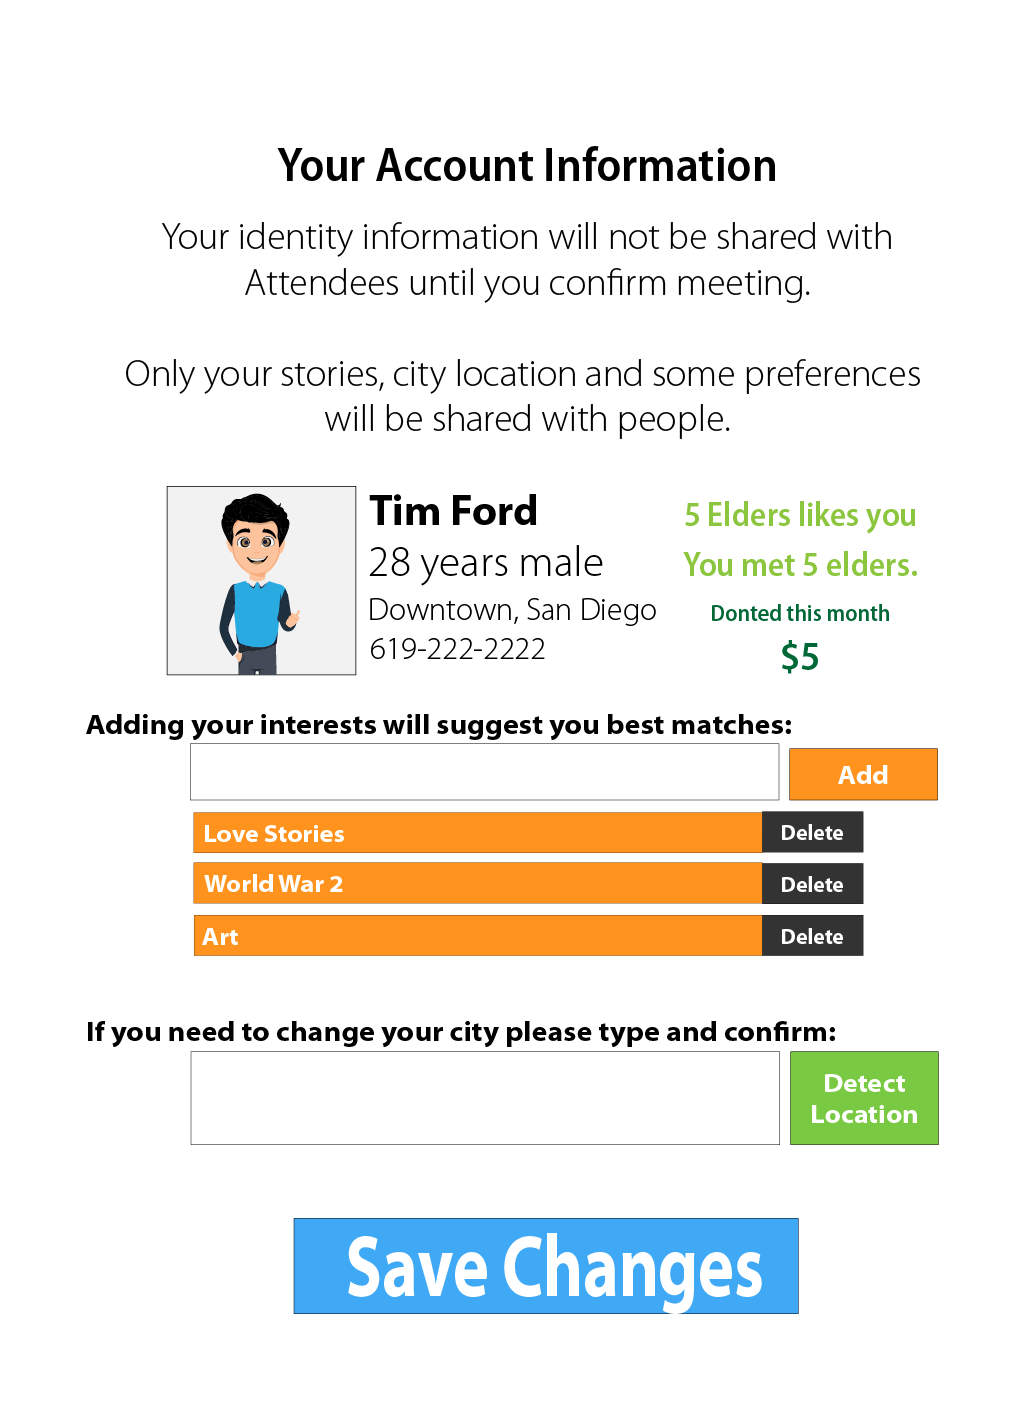 Your Account Information
Your identity information will not be shared with
Attendees until you confirm meeting.
Only your stories, city location and some preferences
will be shared with people.
Tim Ford
28 years male
Downtown, San Diego
619-222-2222
5 Elders likes you
You met 5 elders.
Donted this month
$5
Adding your interests will suggest you best matches:
Add
Love Stories
Delete
World War 2
Delete
Art
Delete
If you need to change your city please type and confirm:
Detect
Location
Save Changes